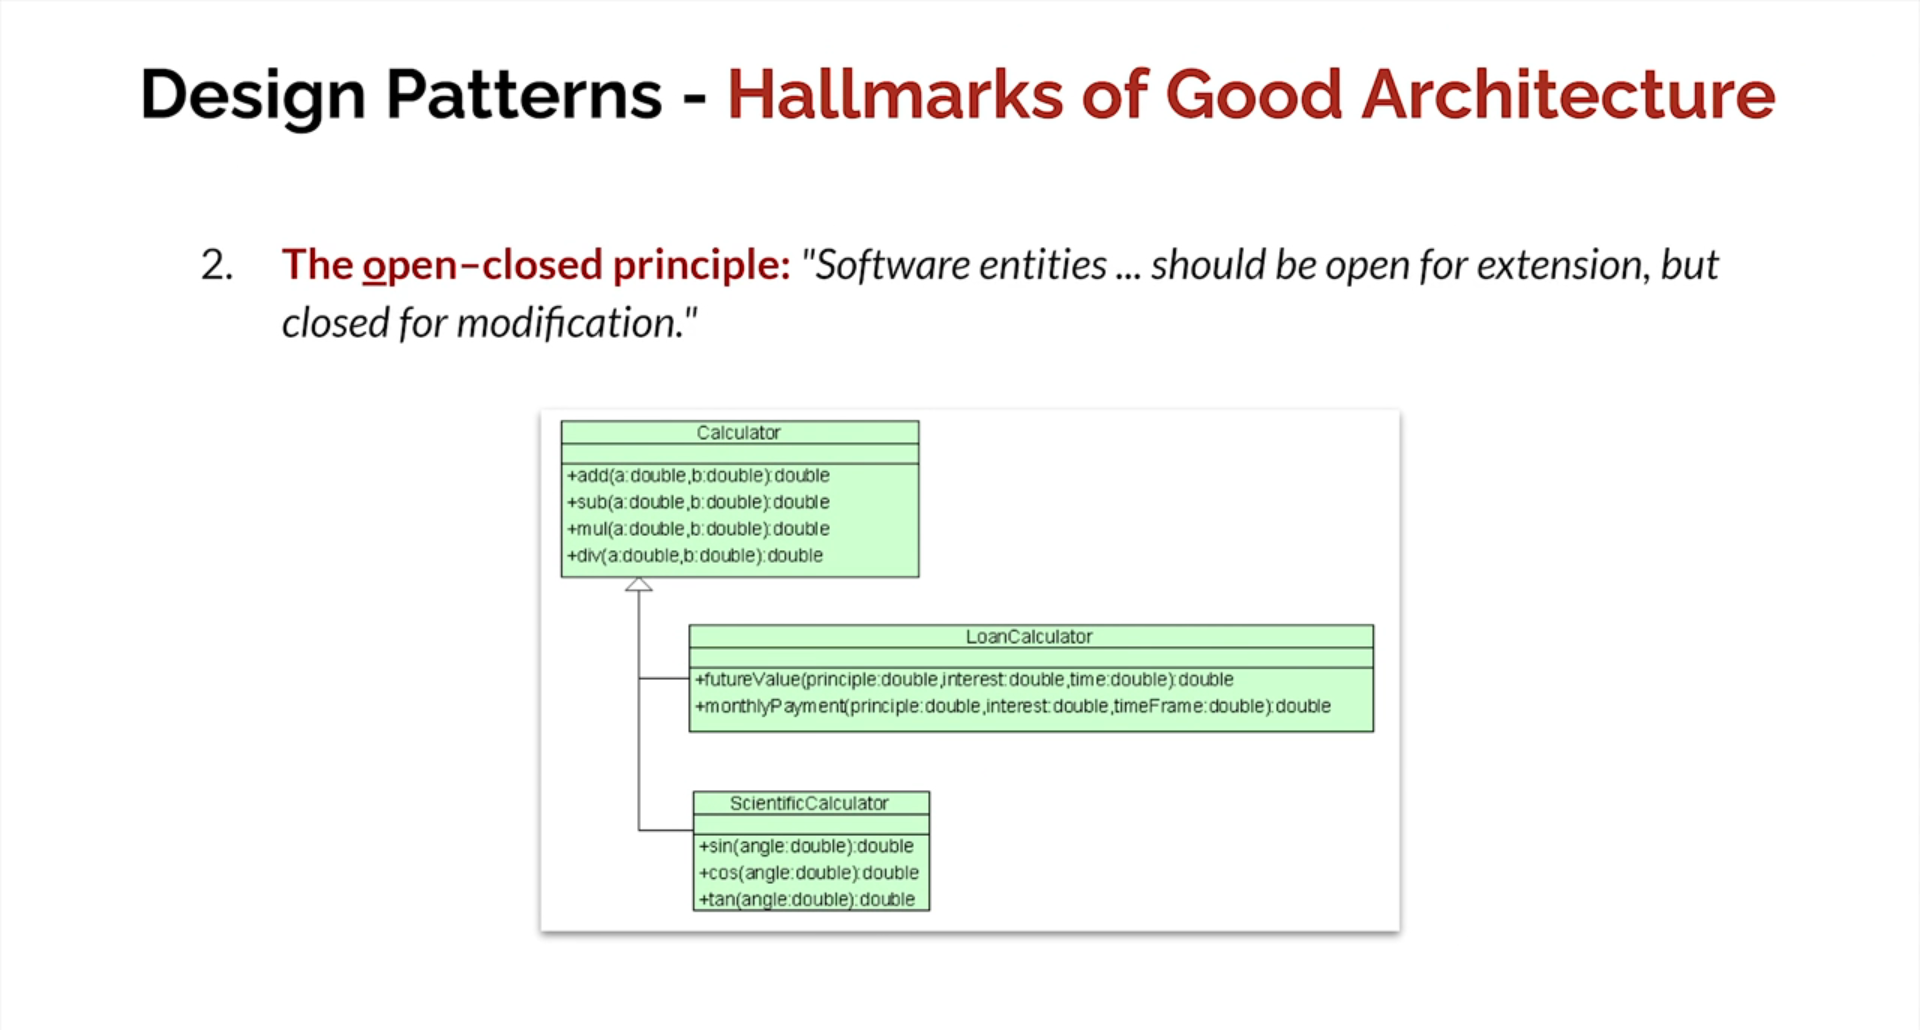 Design Patterns - Hallmarks of Good Architecture
2. The open–closed principle: "Software entities ... should be open for extension, but
closed for modification."
Calculator
+add(a:double,b:double):double
+sub(a:double,b:double):double
+mul(a:double,b:double):double
+div(a:double,b:double):double
LoanCalculator
+futureValue(principle:double,interest:double,time:double):double
+monthlyPayment(principle:double,interest:double,timeFrame:double):double
ScientificCalculator
+sin(angle:double):double
+cos(angle:double):double
+tan(angle:double):double